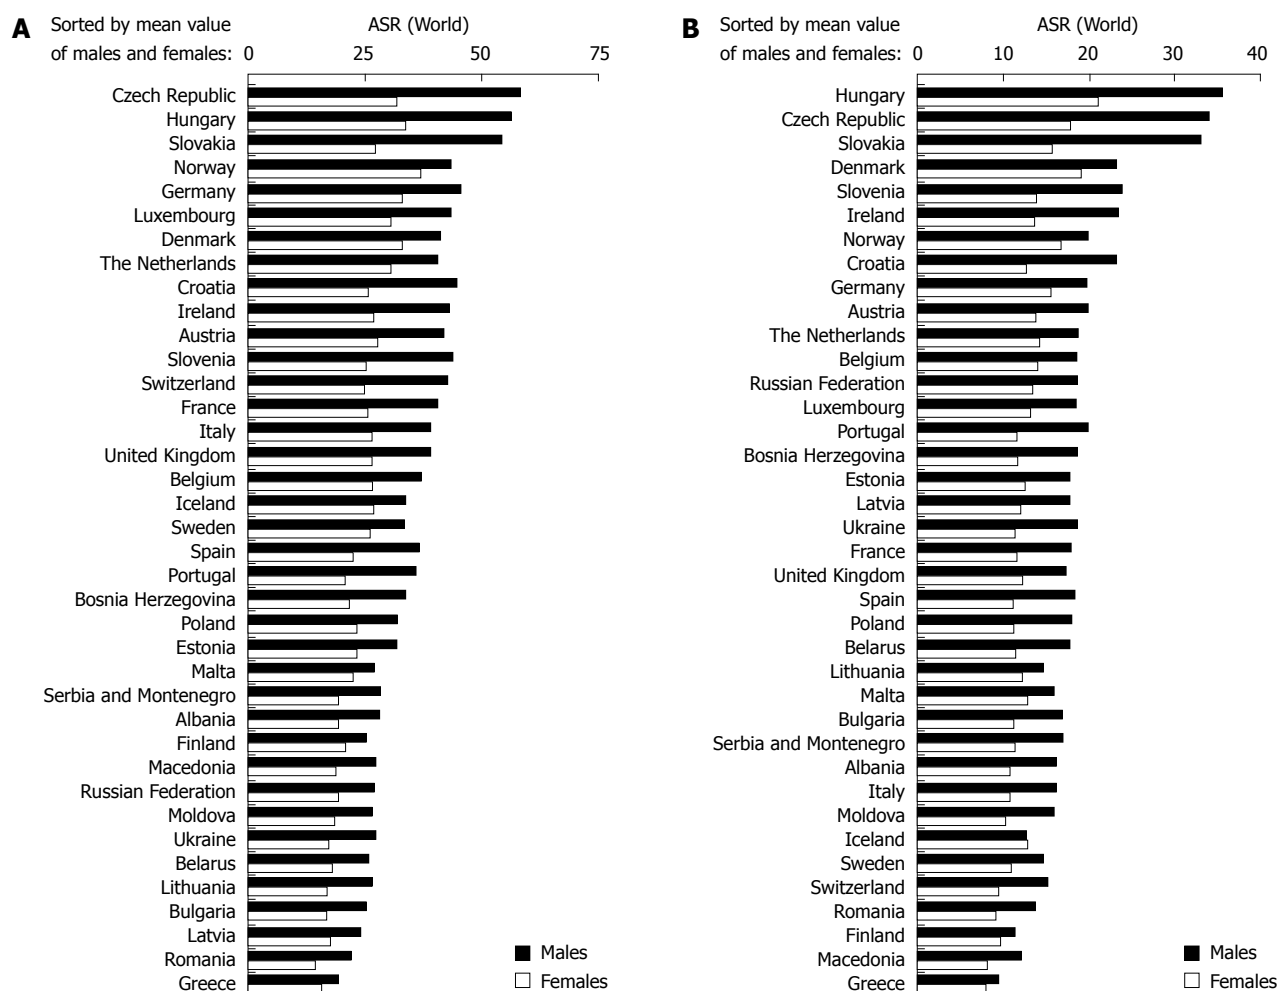 A Sorted by mean value of males and females:
ASR (World)
0 25 50 75
Czech Republic
Hungary
Slovakia
Norway
Germany
Luxembourg
Denmark
The Netherlands
Croatia
Ireland
Austria
Slovenia
Switzerland
France
Italy
United Kingdom
Belgium
Iceland
Sweden
Spain
Portugal
Bosnia Herzegovina
Poland
Estonia
Malta
Serbia and Montenegro
Albania
Finland
Macedonia
Russian Federation
Moldova
Ukraine
Belarus
Lithuania
Bulgaria
Latvia
Romania
Greece
Males
Females
B Sorted by mean value of males and females:
ASR (World)
0 10 20 30 40
Hungary
Czech Republic
Slovakia
Denmark
Slovenia
Ireland
Norway
Croatia
Germany
Austria
The Netherlands
Belgium
Russian Federation
Luxembourg
Portugal
Bosnia Herzegovina
Estonia
Latvia
Ukraine
France
United Kingdom
Spain
Poland
Belarus
Lithuania
Malta
Bulgaria
Serbia and Montenegro
Albania
Italy
Moldova
Iceland
Sweden
Switzerland
Romania
Finland
Macedonia
Greece
Males
Females